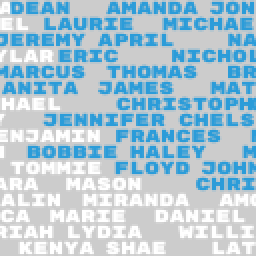 DEAN AMANDA JON
LAURIE MICHAE
JEREMY APRIL NA
YLAR ERIC NICHOL
MARCUS THOMAS BR
ANITA JAMES MAT
HAEL CHRISTOPH
JENNIFER CHELS
ENJAMIN FRANCES
BOBBIE HALEY M
TOMMIE FLOYD JOHN
ARA MASON CHRI
ALIN MIRANDA AMO
CA MARIE DANIEL
RIAH LYDIA WILLI
KENYA SHAE LAT